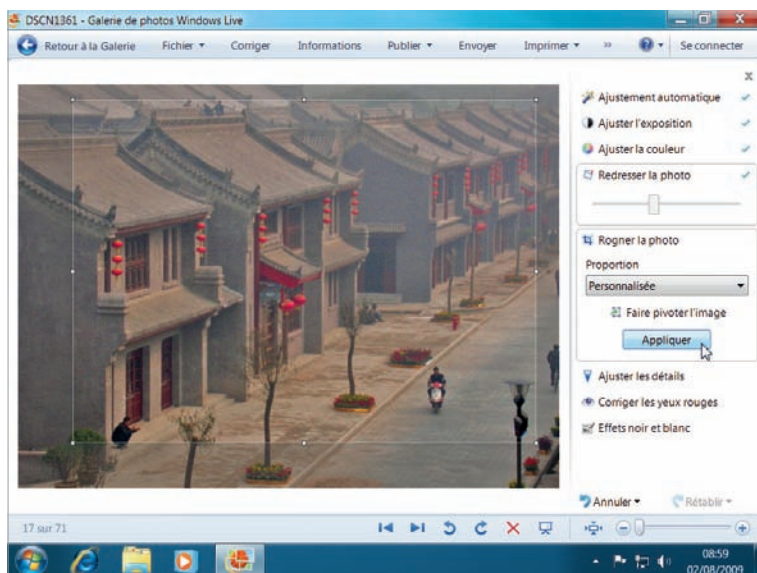 DSCN1361 - Galerie de photos Windows Live
Retour à la Galerie Fichier Corriger Informations Publier Envoyer Imprimer » ? Se connecter
x
Ajustement automatique
Ajuster l'exposition
Ajuster la couleur
Redresser la photo
Rogner la photo
Proportion
Personnalisée
Faire pivoter l'image
Appliquer
Ajuster les détails
Corriger les yeux rouges
Effets noir et blanc
Annuler Rétablir
17 sur 71
08:59
02/08/2009